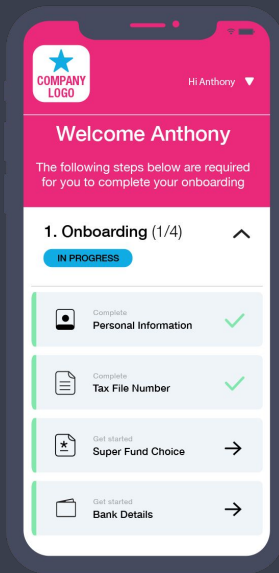 COMPANY
LOGO
Hi Anthony
Welcome Anthony
The following steps below are required
for you to complete your onboarding
1. Onboarding (1/4)
IN PROGRESS
Complete
Personal Information
Complete
Tax File Number
Get started
Super Fund Choice
Get started
Bank Details